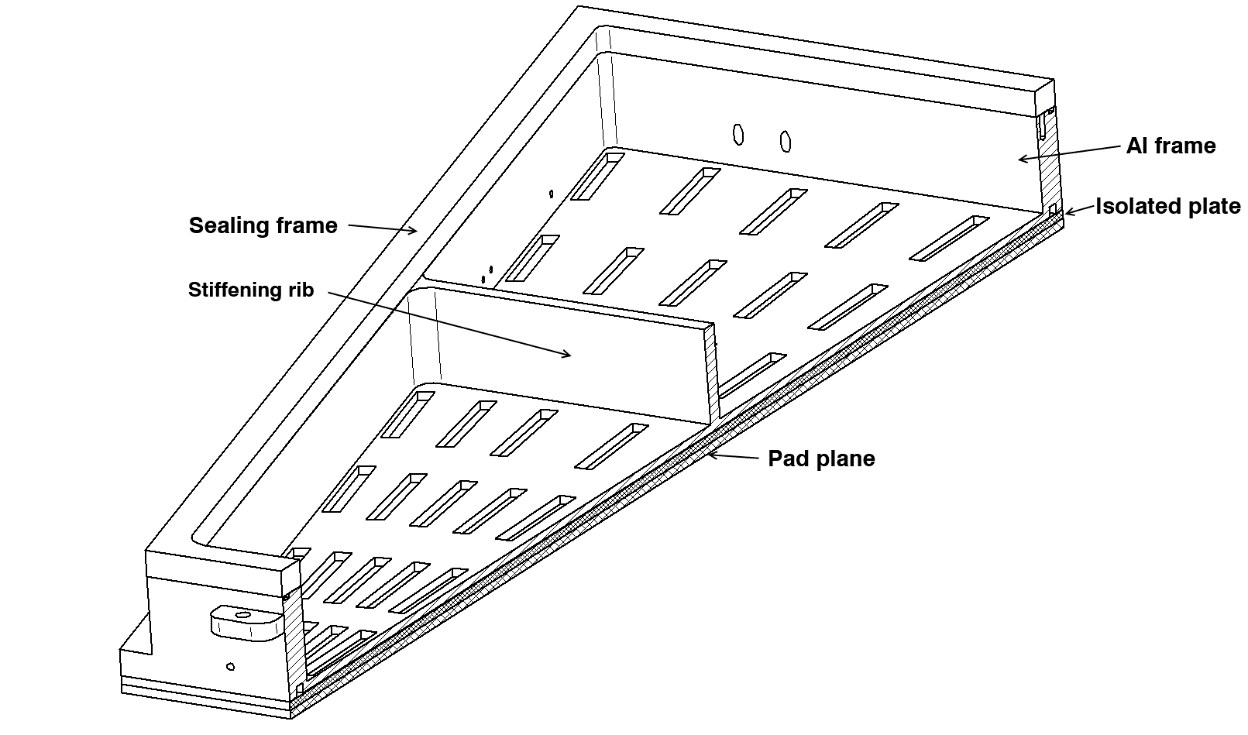 Al frame
Isolated plate
Sealing frame
Stiffening rib
Pad plane